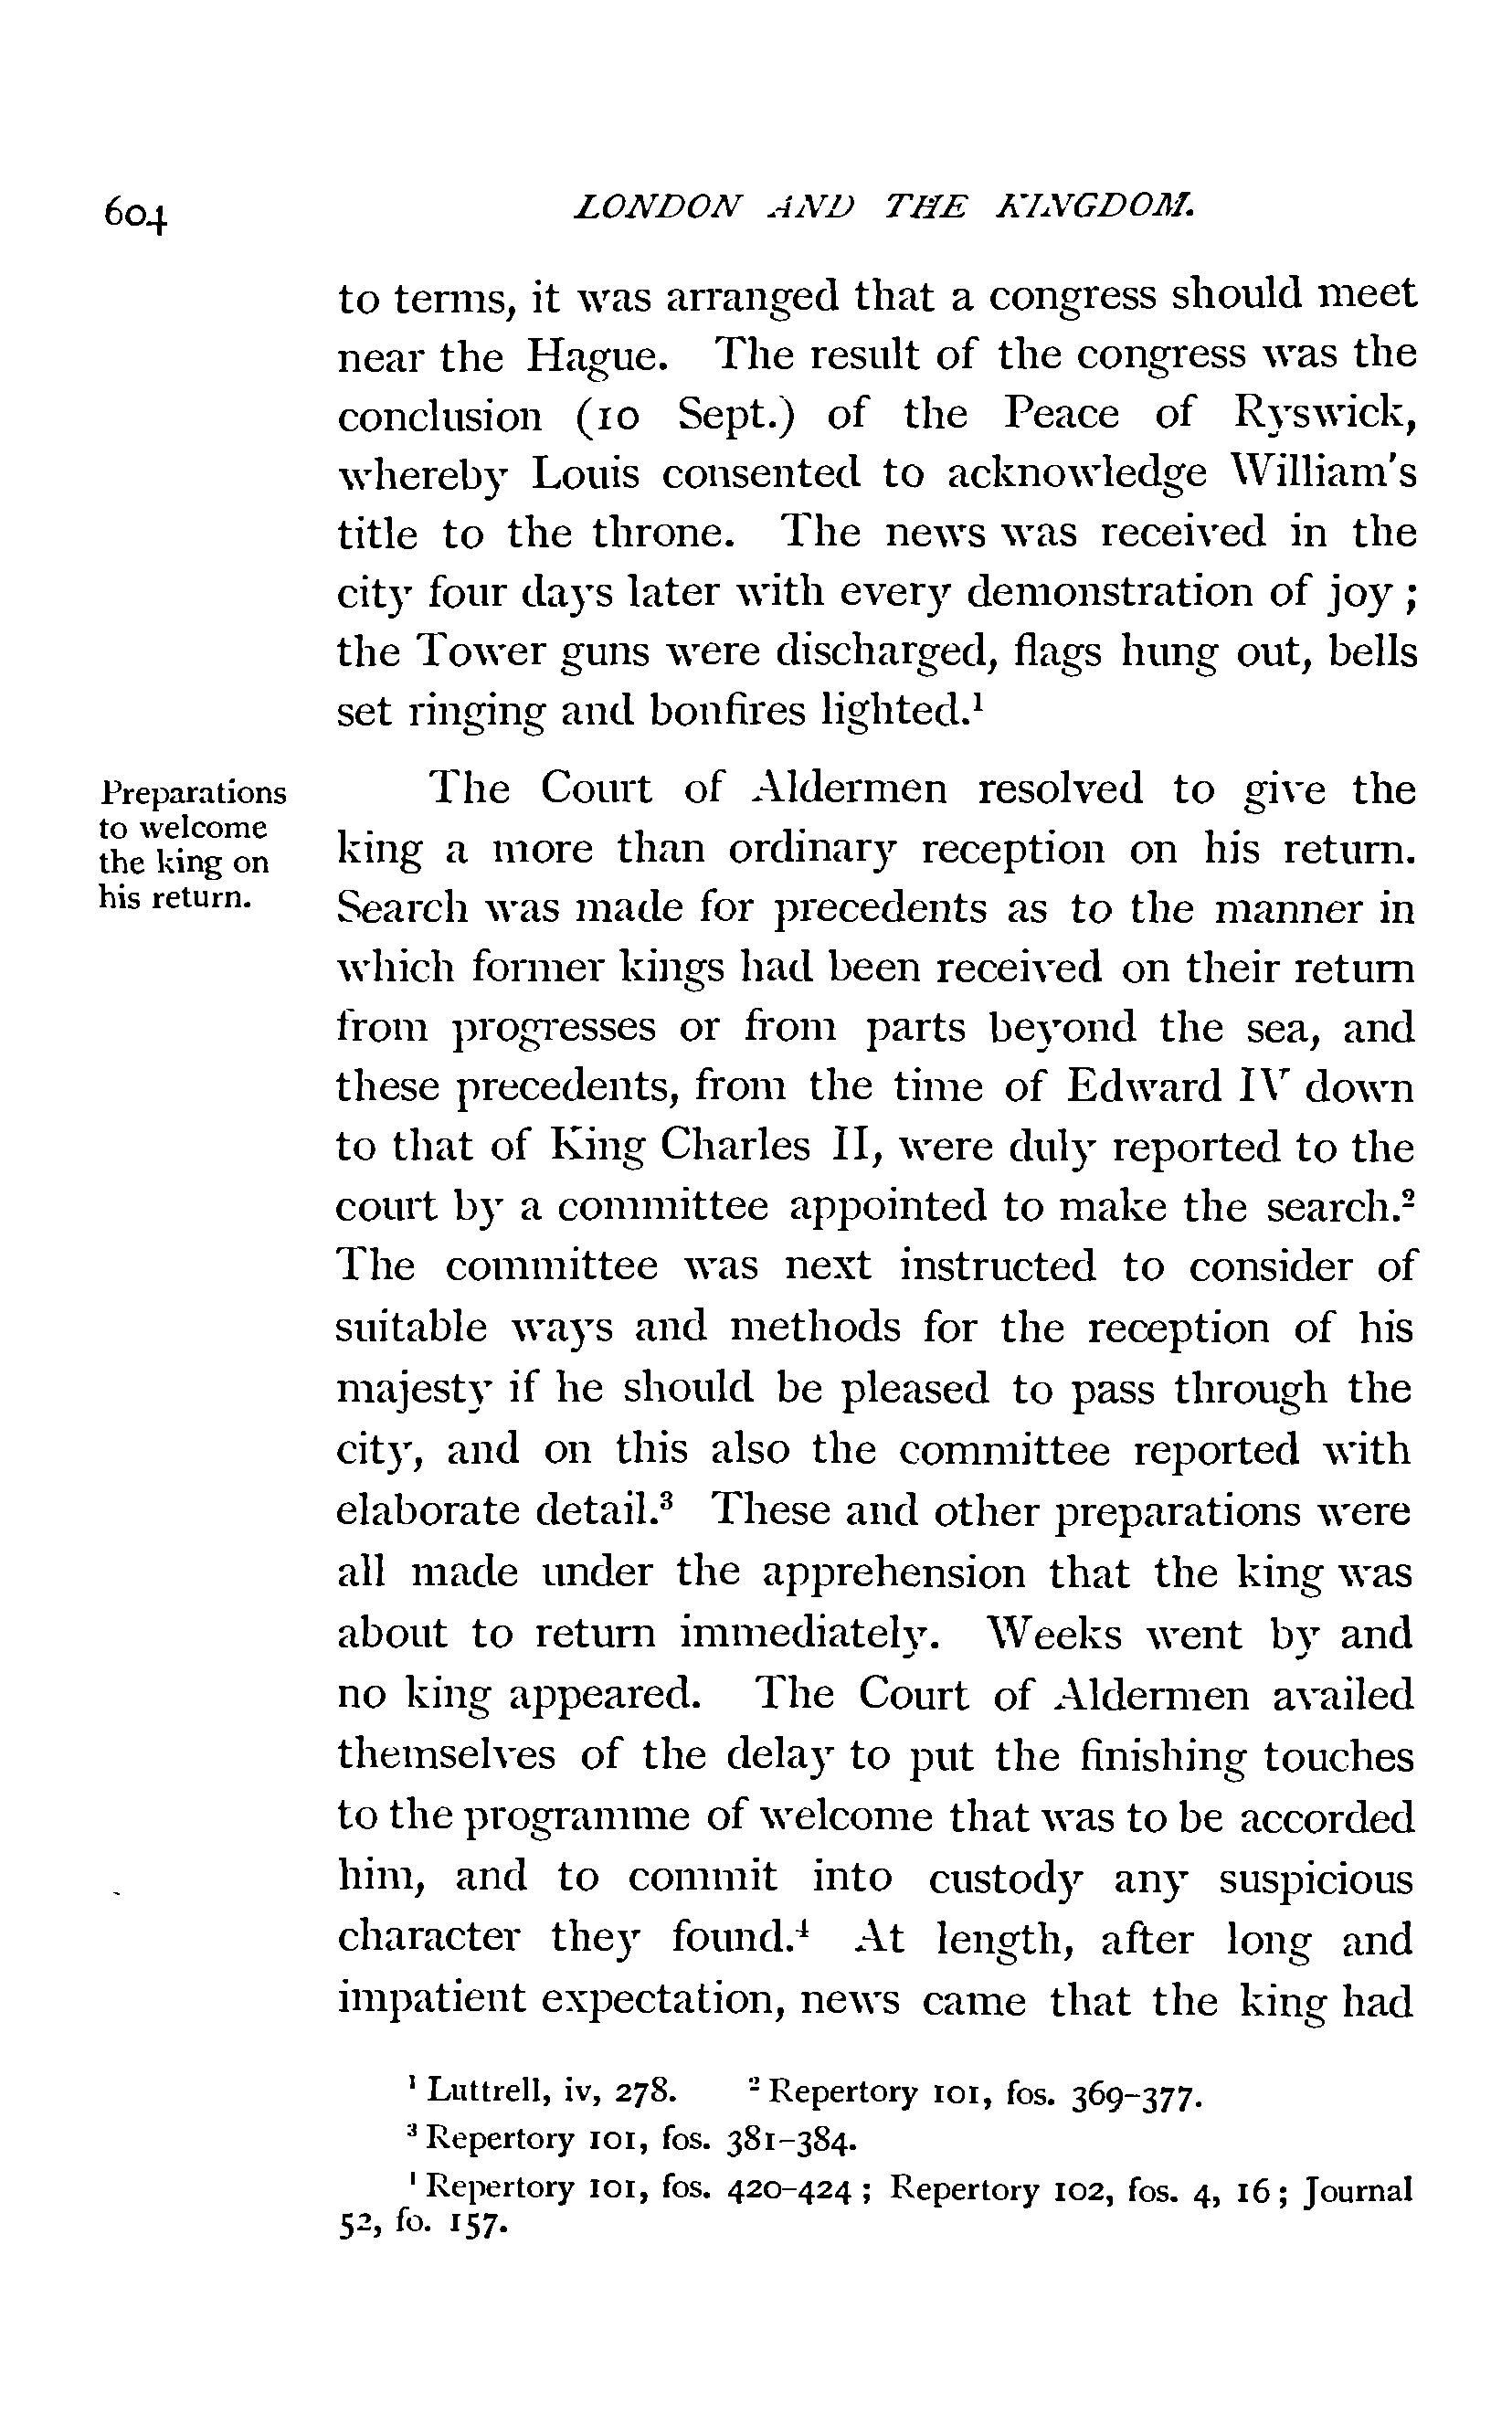 604 LONDON AND THE KINGDOM.
to terms, it was arranged that a congress should meet
near the Hague. The result of the congress was the
conclusion (10 Sept.) of the Peace of Ryswick,
whereby Louis consented to acknowledge William's
title to the throne. The news was received in the
city four days later with every demonstration of joy ;
the Tower guns were discharged, flags hung out, bells
set ringing and bonfires lighted.¹
Preparations
to welcome
the king on
his return.
The Court of Aldermen resolved to give the
king a more than ordinary reception on his return.
Search was made for precedents as to the manner in
which former kings had been received on their return
from progresses or from parts beyond the sea, and
these precedents, from the time of Edward IV down
to that of King Charles II, were duly reported to the
court by a committee appointed to make the search.²
The committee was next instructed to consider of
suitable ways and methods for the reception of his
majesty if he should be pleased to pass through the
city, and on this also the committee reported with
elaborate detail.³ These and other preparations were
all made under the apprehension that the king was
about to return immediately. Weeks went by and
no king appeared. The Court of Aldermen availed
themselves of the delay to put the finishing touches
to the programme of welcome that was to be accorded
him, and to commit into custody any suspicious
character they found.⁴ At length, after long and
impatient expectation, news came that the king had
¹ Luttrell, iv, 278. ² Repertory 101, fos. 369-377.
³ Repertory 101, fos. 381-384.
⁴ Repertory 101, fos. 420-424 ; Repertory 102, fos. 4, 16 ; Journal
52, fo. 157.